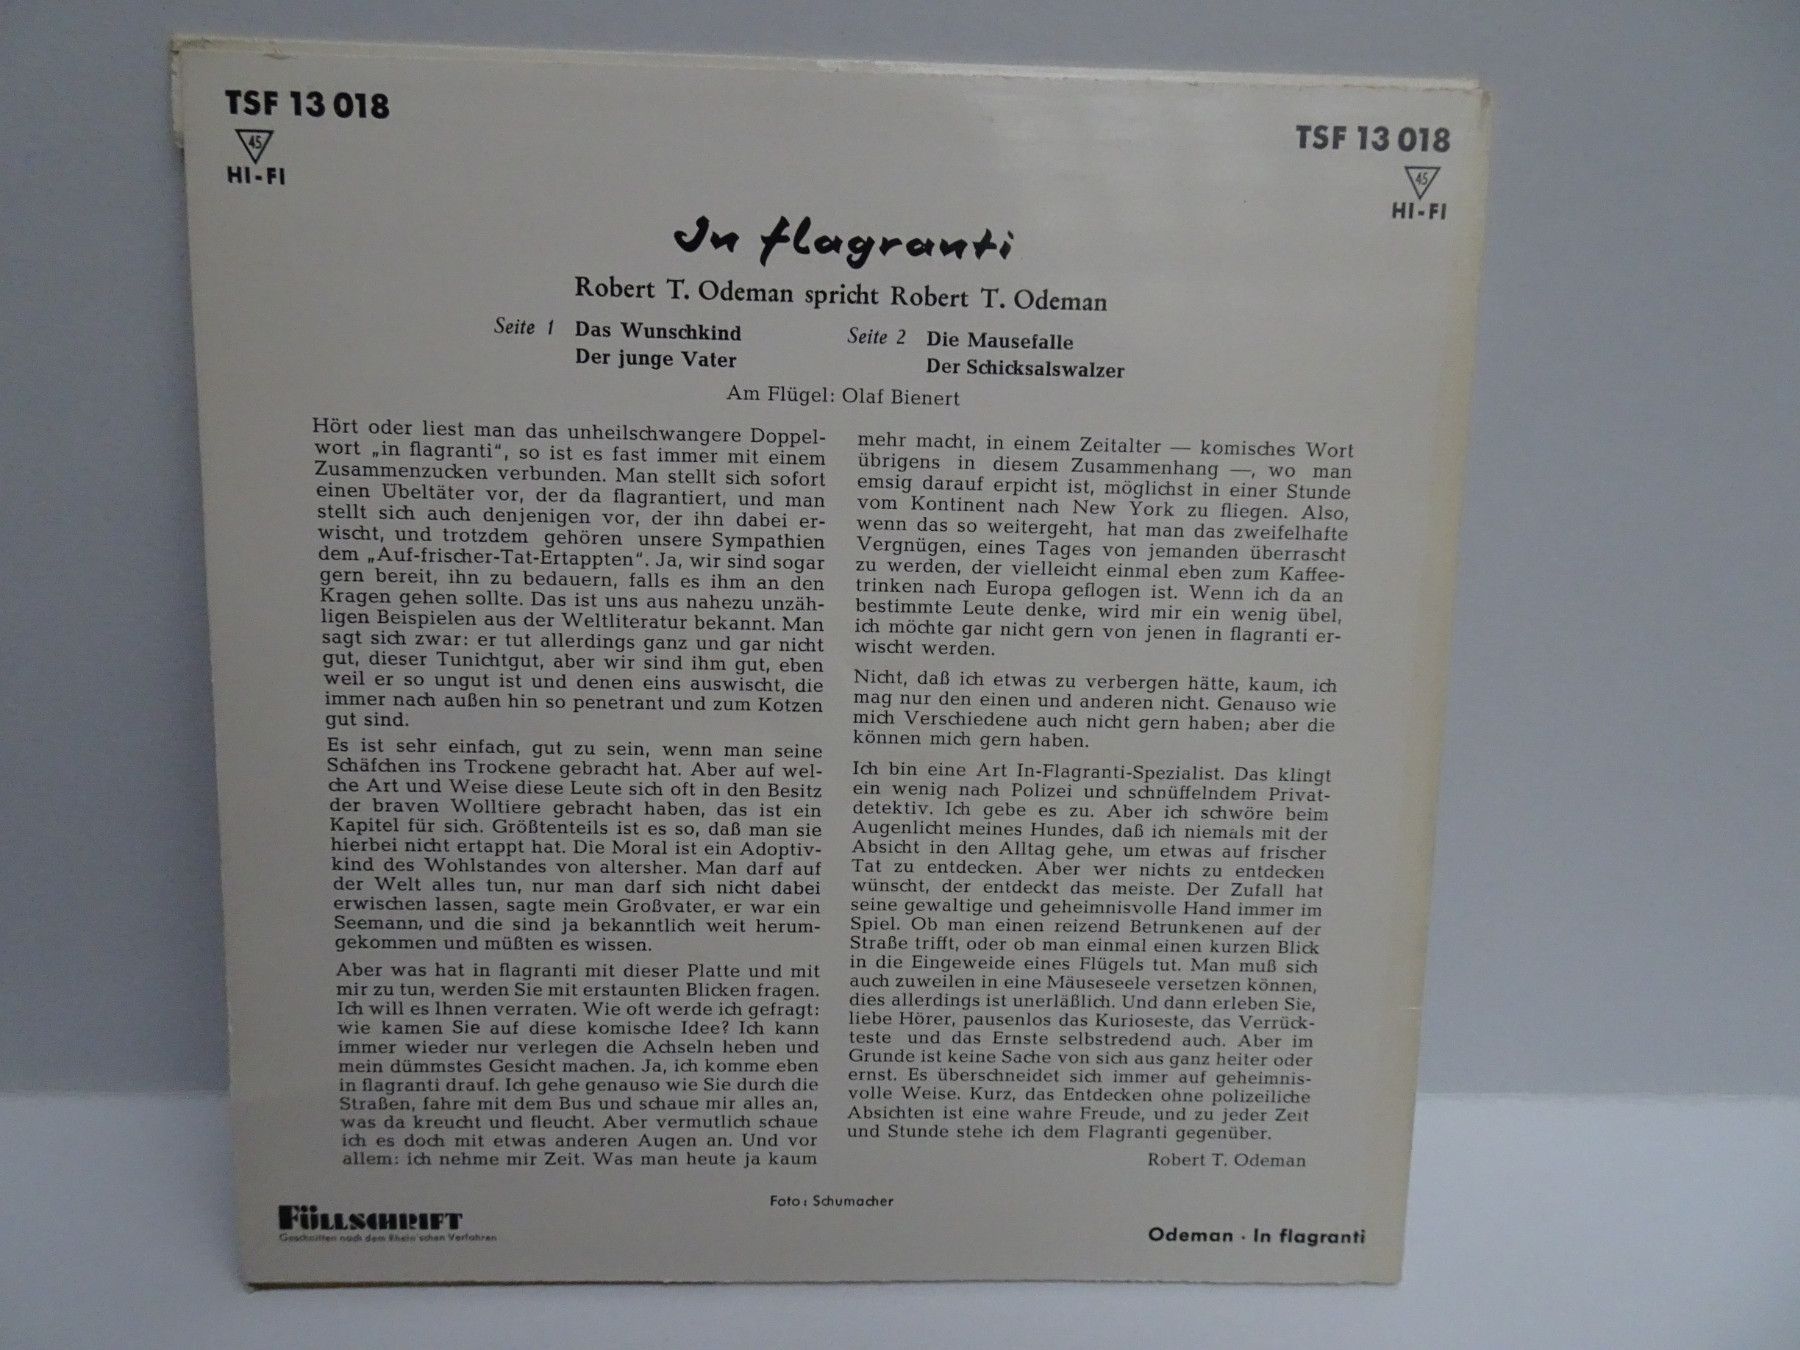 TSF 13 018
45
HI-FI
TSF 13 018
45
HI-FI
In flagranti
Robert T. Odeman spricht Robert T. Odeman
Seite 1 Das Wunschkind
Der junge Vater
Seite 2 Die Mausefalle
Der Schicksalswalzer
Am Flügel: Olaf Bienert
Hört oder liest man das unheilschwangere Doppel-
wort „in flagranti“, so ist es fast immer mit einem
Zusammenzucken verbunden. Man stellt sich sofort
einen Übeltäter vor, der da flagrantiert, und man
stellt sich auch denjenigen vor, der ihn dabei er-
wischt, und trotzdem gehören unsere Sympathien
dem „Auf-frischer-Tat-Ertappten“. Ja, wir sind sogar
gern bereit, ihn zu bedauern, falls es ihm an den
Kragen gehen sollte. Das ist uns aus nahezu unzäh-
ligen Beispielen aus der Weltliteratur bekannt. Man
sagt sich zwar: er tut allerdings ganz und gar nicht
gut, dieser Tunichtgut, aber wir sind ihm gut, eben
weil er so ungut ist und denen eins auswischt, die
immer nach außen hin so penetrant und zum Kotzen
gut sind.
Es ist sehr einfach, gut zu sein, wenn man seine
Schäfchen ins Trockene gebracht hat. Aber auf wel-
che Art und Weise diese Leute sich oft in den Besitz
der braven Wolltiere gebracht haben, das ist ein
Kapitel für sich. Größtenteils ist es so, daß man sie
hierbei nicht ertappt hat. Die Moral ist ein Adoptiv-
kind des Wohlstandes von altersher. Man darf auf
der Welt alles tun, nur man darf sich nicht dabei
erwischen lassen, sagte mein Großvater, er war ein
Seemann, und die sind ja bekanntlich weit herum-
gekommen und müßten es wissen.
Aber was hat in flagranti mit dieser Platte und mit
mir zu tun, werden Sie mit erstaunten Blicken fragen.
Ich will es Ihnen verraten. Wie oft werde ich gefragt:
wie kamen Sie auf diese komische Idee? Ich kann
immer wieder nur verlegen die Achseln heben und
mein dümmstes Gesicht machen. Ja, ich komme eben
in flagranti drauf. Ich gehe genauso wie Sie durch die
Straßen, fahre mit dem Bus und schaue mir alles an,
was da kreucht und fleucht. Aber vermutlich schaue
ich es doch mit etwas anderen Augen an. Und vor
allem: ich nehme mir Zeit. Was man heute ja kaum
mehr macht, in einem Zeitalter — komisches Wort
übrigens in diesem Zusammenhang —, wo man
emsig darauf erpicht ist, möglichst in einer Stunde
vom Kontinent nach New York zu fliegen. Also,
wenn das so weitergeht, hat man das zweifelhafte
Vergnügen, eines Tages von jemanden überrascht
zu werden, der vielleicht einmal eben zum Kaffee-
trinken nach Europa geflogen ist. Wenn ich da an
bestimmte Leute denke, wird mir ein wenig übel,
ich möchte gar nicht gern von jenen in flagranti er-
wischt werden.
Nicht, daß ich etwas zu verbergen hätte, kaum, ich
mag nur den einen und anderen nicht. Genauso wie
mich Verschiedene auch nicht gern haben; aber die
können mich gern haben.
Ich bin eine Art In-Flagranti-Spezialist. Das klingt
ein wenig nach Polizei und schnüffelndem Privat-
detektiv. Ich gebe es zu. Aber ich schwöre beim
Augenlicht meines Hundes, daß ich niemals mit der
Absicht in den Alltag gehe, um etwas auf frischer
Tat zu entdecken. Aber wer nichts zu entdecken
wünscht, der entdeckt das meiste. Der Zufall hat
seine gewaltige und geheimnisvolle Hand immer im
Spiel. Ob man einen reizend Betrunkenen auf der
Straße trifft, oder ob man einmal einen kurzen Blick
in die Eingeweide eines Flügels tut. Man muß sich
auch zuweilen in eine Mäuseseele versetzen können,
dies allerdings ist unerläßlich. Und dann erleben Sie,
liebe Hörer, pausenlos das Kurioseste, das Verrück-
teste und das Ernste selbstredend auch. Aber im
Grunde ist keine Sache von sich aus ganz heiter oder
ernst. Es überschneidet sich immer auf geheimnis-
volle Weise. Kurz, das Entdecken ohne polizeiliche
Absichten ist eine wahre Freude, und zu jeder Zeit
und Stunde stehe ich dem Flagranti gegenüber.
Robert T. Odeman
Foto: Schumacher
FÜLLSCHRIFT
Geschnitten nach dem Rhein'schen Verfahren
Odeman · In flagranti